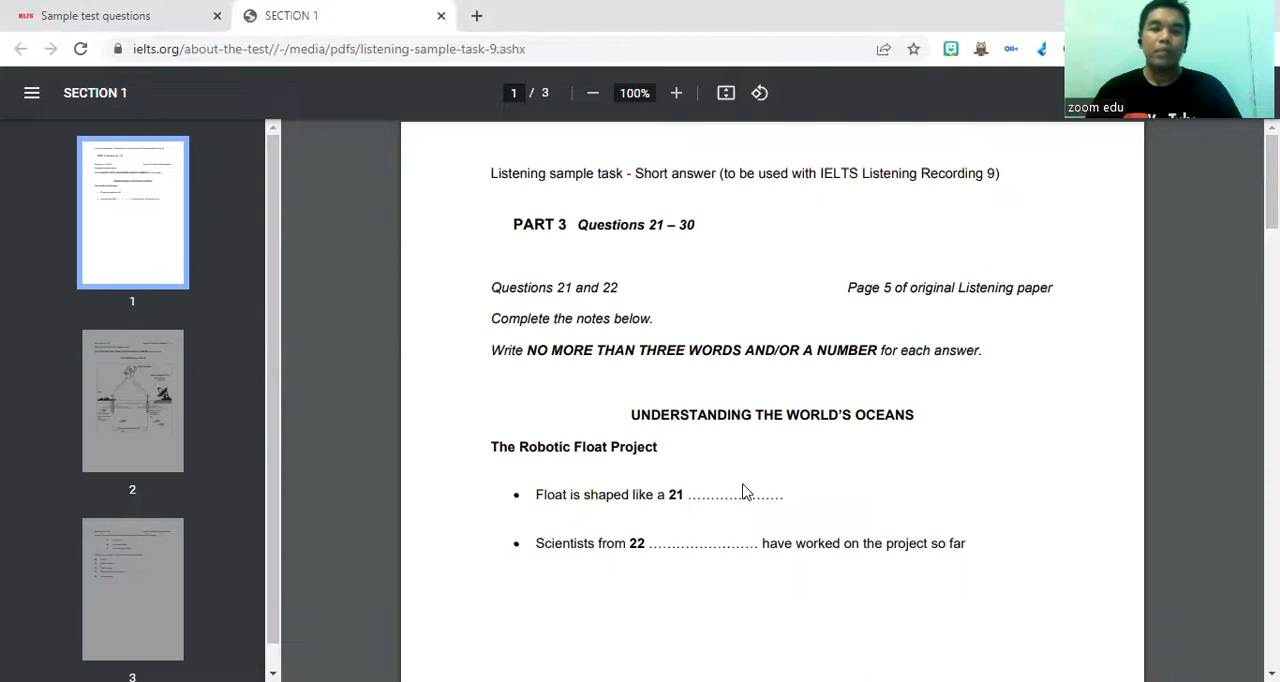 IELTS Sample test questions
SECTION 1
ielts.org/about-the-test//-/media/pdfs/listening-sample-task-9.ashx
SECTION 1
1 / 3
100%
zoom edu
Listening sample task - Short answer (to be used with IELTS Listening Recording 9)
PART 3 Questions 21 – 30
Questions 21 and 22 Page 5 of original Listening paper
Complete the notes below.
Write NO MORE THAN THREE WORDS AND/OR A NUMBER for each answer.
UNDERSTANDING THE WORLD'S OCEANS
The Robotic Float Project
• Float is shaped like a 21 .....................
• Scientists from 22 ........................ have worked on the project so far
1
2
3